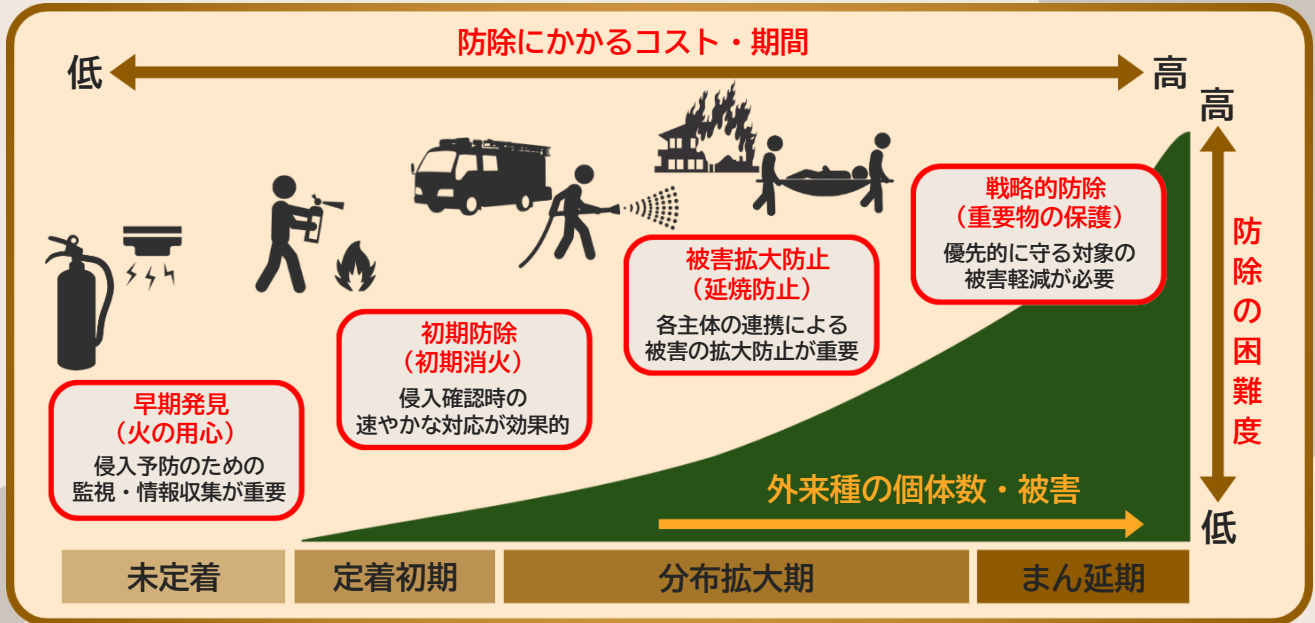 防除にかかるコスト・期間
低
高
高
防除の困難度
低
早期発見
（火の用心）
侵入予防のための
監視・情報収集が重要
初期防除
（初期消火）
侵入確認時の
速やかな対応が効果的
被害拡大防止
（延焼防止）
各主体の連携による
被害の拡大防止が重要
戦略的防除
（重要物の保護）
優先的に守る対象の
被害軽減が必要
外来種の個体数・被害
未定着
定着初期
分布拡大期
まん延期